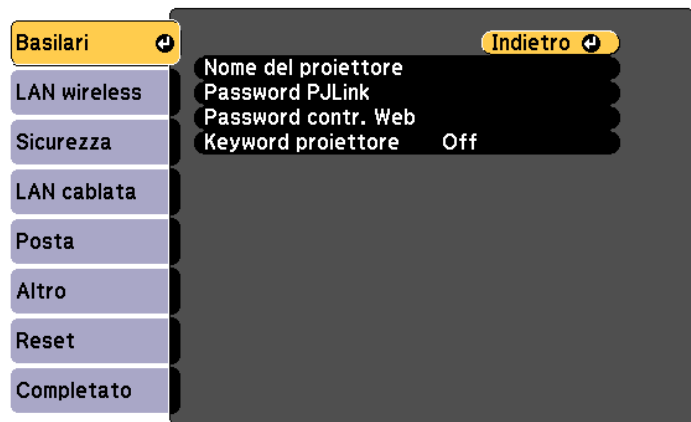 Basilari
LAN wireless
Sicurezza
LAN cablata
Posta
Altro
Reset
Completato
Indietro
Nome del proiettore
Password PJLink
Password contr. Web
Keyword proiettore Off